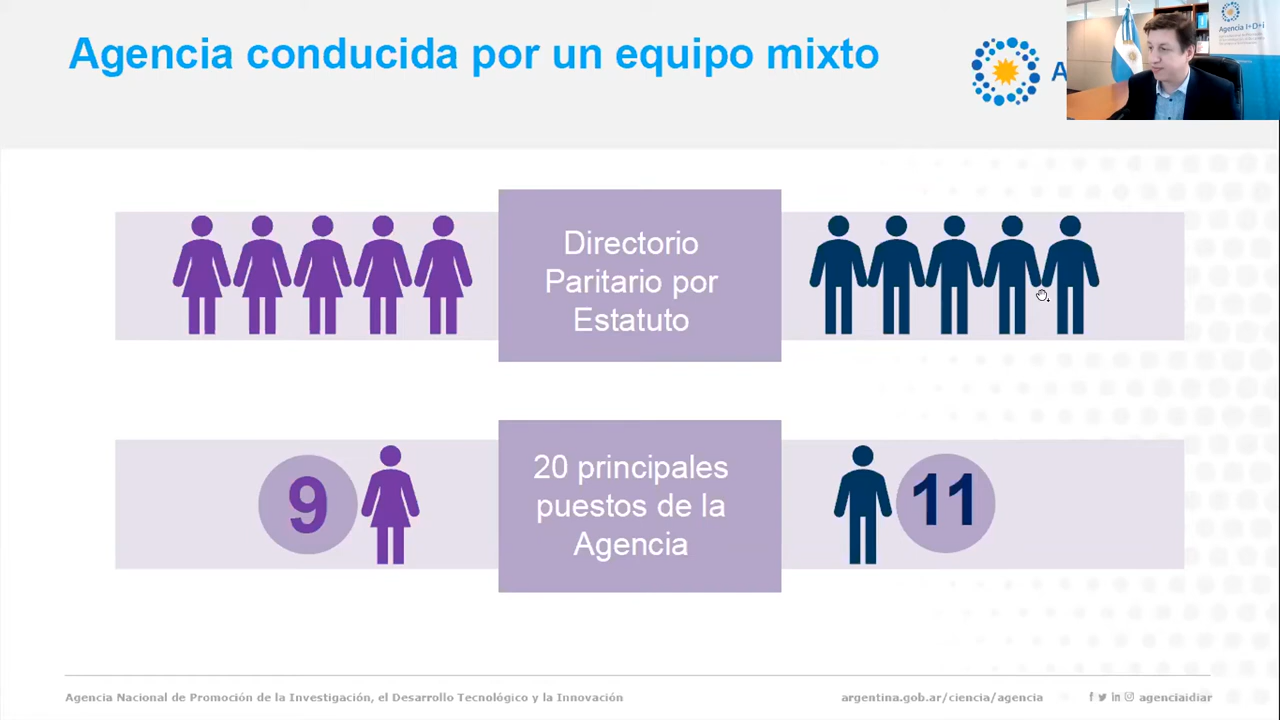 Agencia conducida por un equipo mixto
A
Agencia I+D+i
Directorio
Paritario por
Estatuto
9
20 principales
puestos de la
Agencia
11
Agencia Nacional de Promoción de la Investigación, el Desarrollo Tecnológico y la Innovación
argentina.gob.ar/ciencia/agencia
agenciaidiar